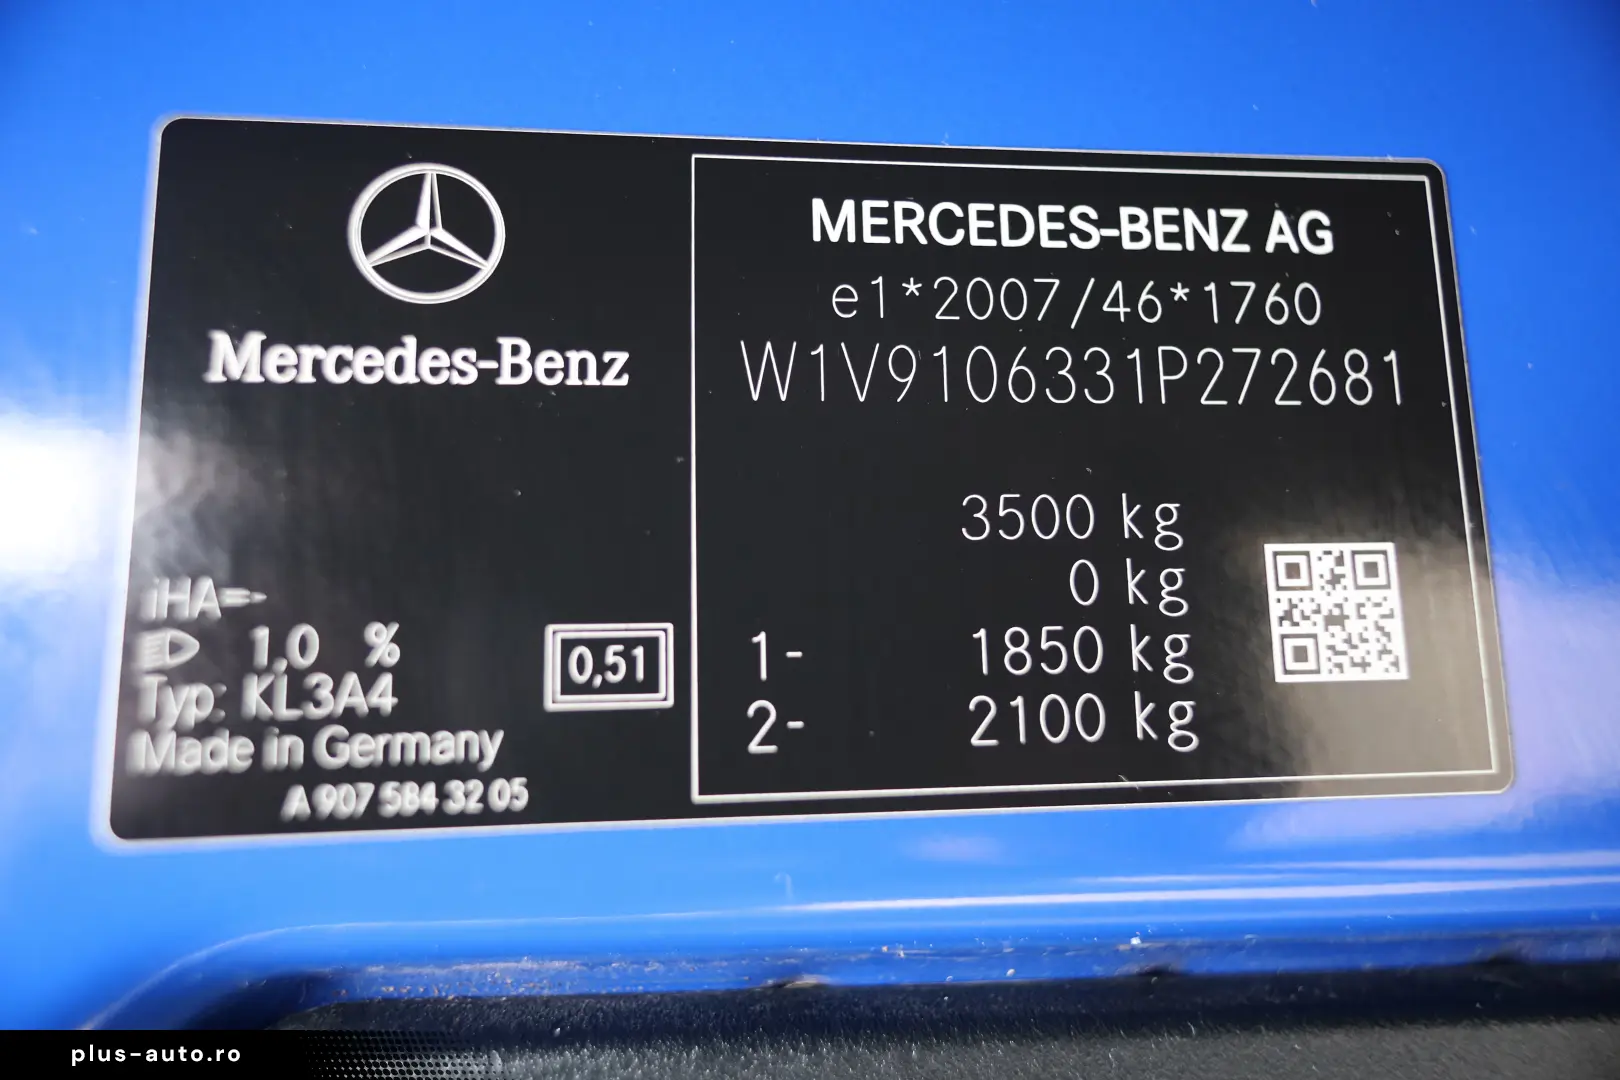 Mercedes-Benz
iHA
1,0 %
Typ: KL3A4
Made in Germany
A 907 584 32 05
0,51
MERCEDES-BENZ AG
e1*2007/46*1760
W1V9106331P272681
3500 kg
0 kg
1- 1850 kg
2- 2100 kg
plus-auto.ro